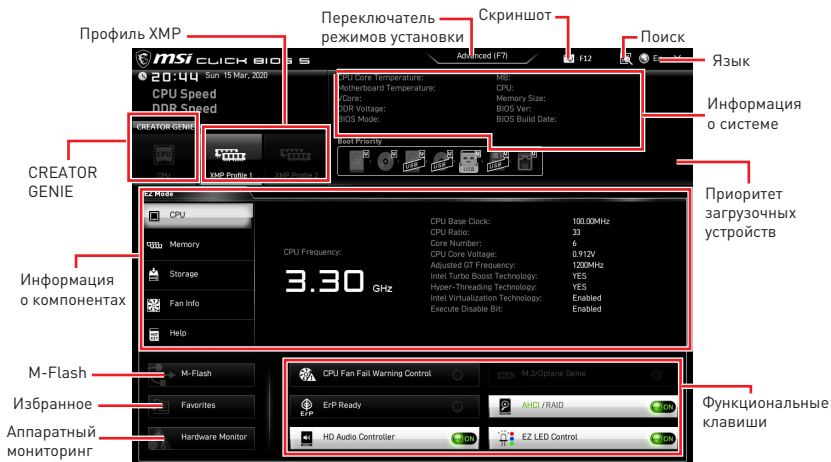 Переключатель
режимов установки
Скриншот
Профиль XMP
Поиск
Язык
msi CLICK BIOS 5
Advanced (F7)
F12
En
X
20:44 Sun 15 Mar, 2020
CPU Speed
DDR Speed
CPU Core Temperature:
Motherboard Temperature:
VCore:
DDR Voltage:
BIOS Mode:
MB:
CPU:
Memory Size:
BIOS Ver:
BIOS Build Date:
Информация
о системе
CREATOR GENIE
CPU
XMP Profile 1
XMP Profile 2
Boot Priority
USB
USB
USB
CREATOR
GENIE
Приоритет
загрузочных
устройств
EZ Mode
CPU
Memory
Storage
Fan Info
Help
CPU Frequency:
3.30 GHz
CPU Base Clock: 100.00MHz
CPU Ratio: 33
Core Number: 6
CPU Core Voltage: 0.912V
Adjusted GT Frequency: 1200MHz
Intel Turbo Boost Technology: YES
Hyper-Threading Technology: YES
Intel Virtualization Technology: Enabled
Execute Disable Bit: Enabled
Информация
о компонентах
M-Flash
Избранное
Аппаратный
мониторинг
M-Flash
Favorites
Hardware Monitor
CPU Fan Fail Warning Control
M.2/Optane Genie
ErP
ErP Ready
AHCI /RAID
ON
HD Audio Controller
ON
EZ LED Control
ON
Функциональные
клавиши